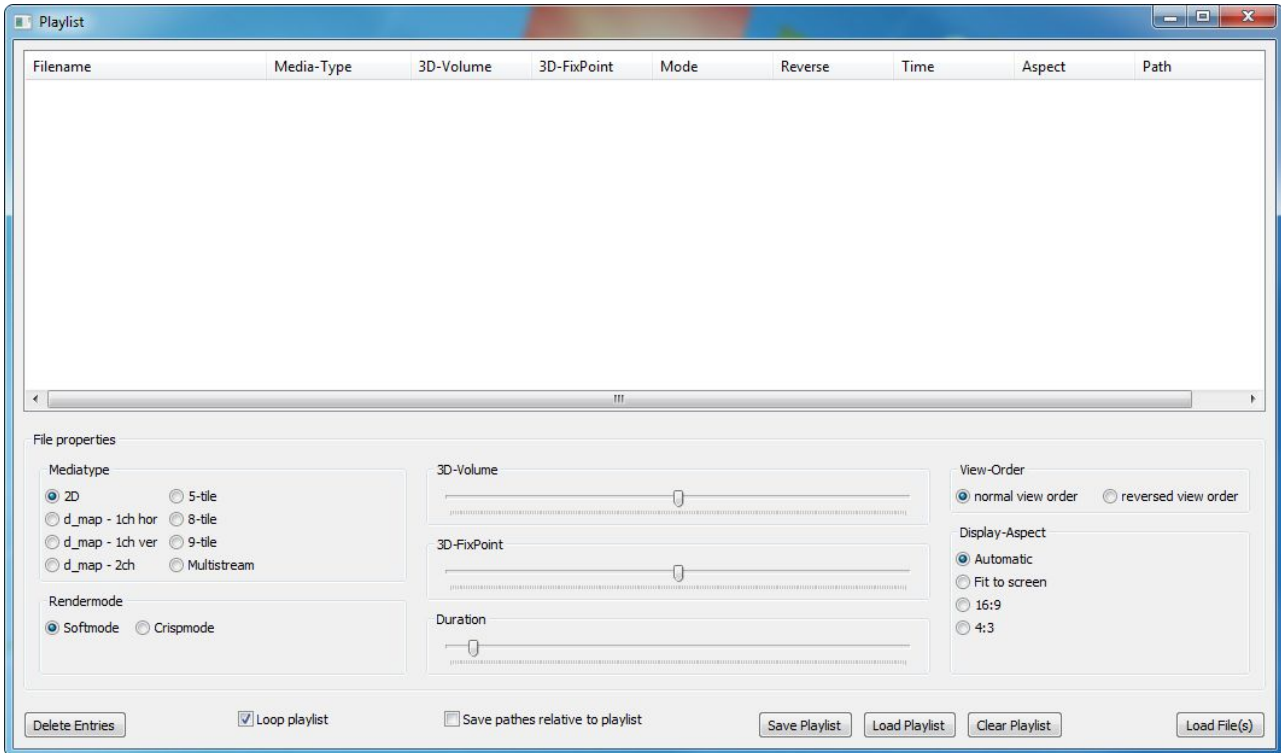 Playlist
Filename Media-Type 3D-Volume 3D-FixPoint Mode Reverse Time Aspect Path
File properties
Mediatype
2D 5-tile
d_map - 1ch hor 8-tile
d_map - 1ch ver 9-tile
d_map - 2ch Multistream
Rendermode
Softmode Crispmode
3D-Volume
3D-FixPoint
Duration
View-Order
normal view order reversed view order
Display-Aspect
Automatic
Fit to screen
16:9
4:3
Delete Entries Loop playlist Save pathes relative to playlist Save Playlist Load Playlist Clear Playlist Load File(s)